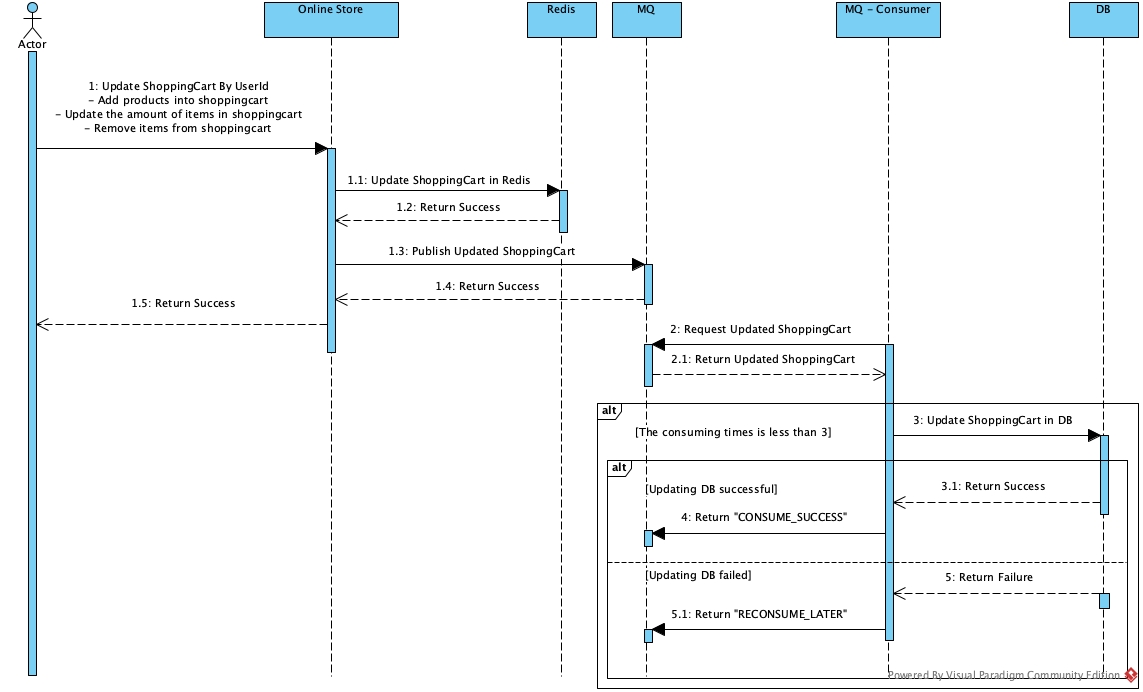 Online Store
Redis
MQ
MQ - Consumer
DB
Actor
1: Update ShoppingCart By UserId
- Add products into shoppingcart
- Update the amount of items in shoppingcart
- Remove items from shoppingcart
1.1: Update ShoppingCart in Redis
1.2: Return Success
1.3: Publish Updated ShoppingCart
1.4: Return Success
1.5: Return Success
2: Request Updated ShoppingCart
2.1: Return Updated ShoppingCart
alt
[The consuming times is less than 3]
3: Update ShoppingCart in DB
alt
[Updating DB successful]
3.1: Return Success
4: Return "CONSUME_SUCCESS"
[Updating DB failed]
5: Return Failure
5.1: Return "RECONSUME_LATER"
Powered By Visual Paradigm Community Edition